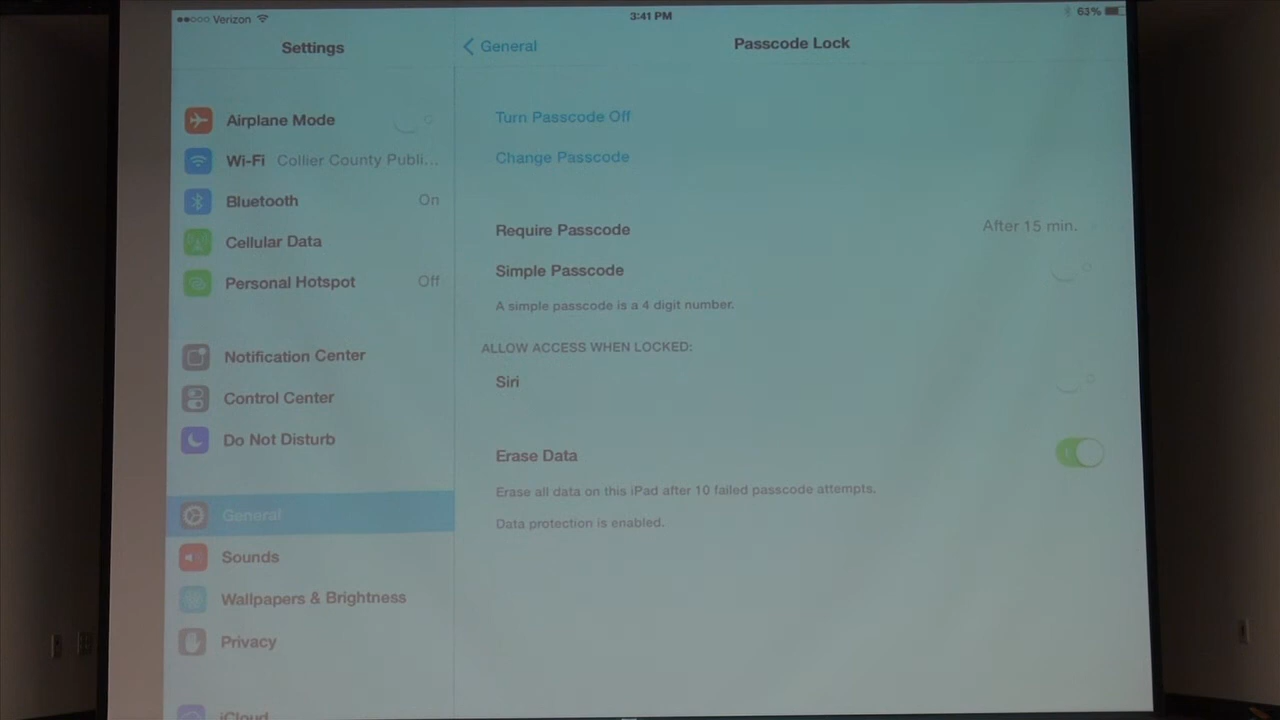 Verizon 3:41 PM 63%
Settings
General Passcode Lock
Airplane Mode
Wi-Fi Collier County Publi...
Bluetooth On
Cellular Data
Personal Hotspot Off
Notification Center
Control Center
Do Not Disturb
General
Sounds
Wallpapers & Brightness
Privacy
iCloud
Turn Passcode Off
Change Passcode
Require Passcode After 15 min.
Simple Passcode
A simple passcode is a 4 digit number.
ALLOW ACCESS WHEN LOCKED:
Siri
Erase Data
Erase all data on this iPad after 10 failed passcode attempts.
Data protection is enabled.